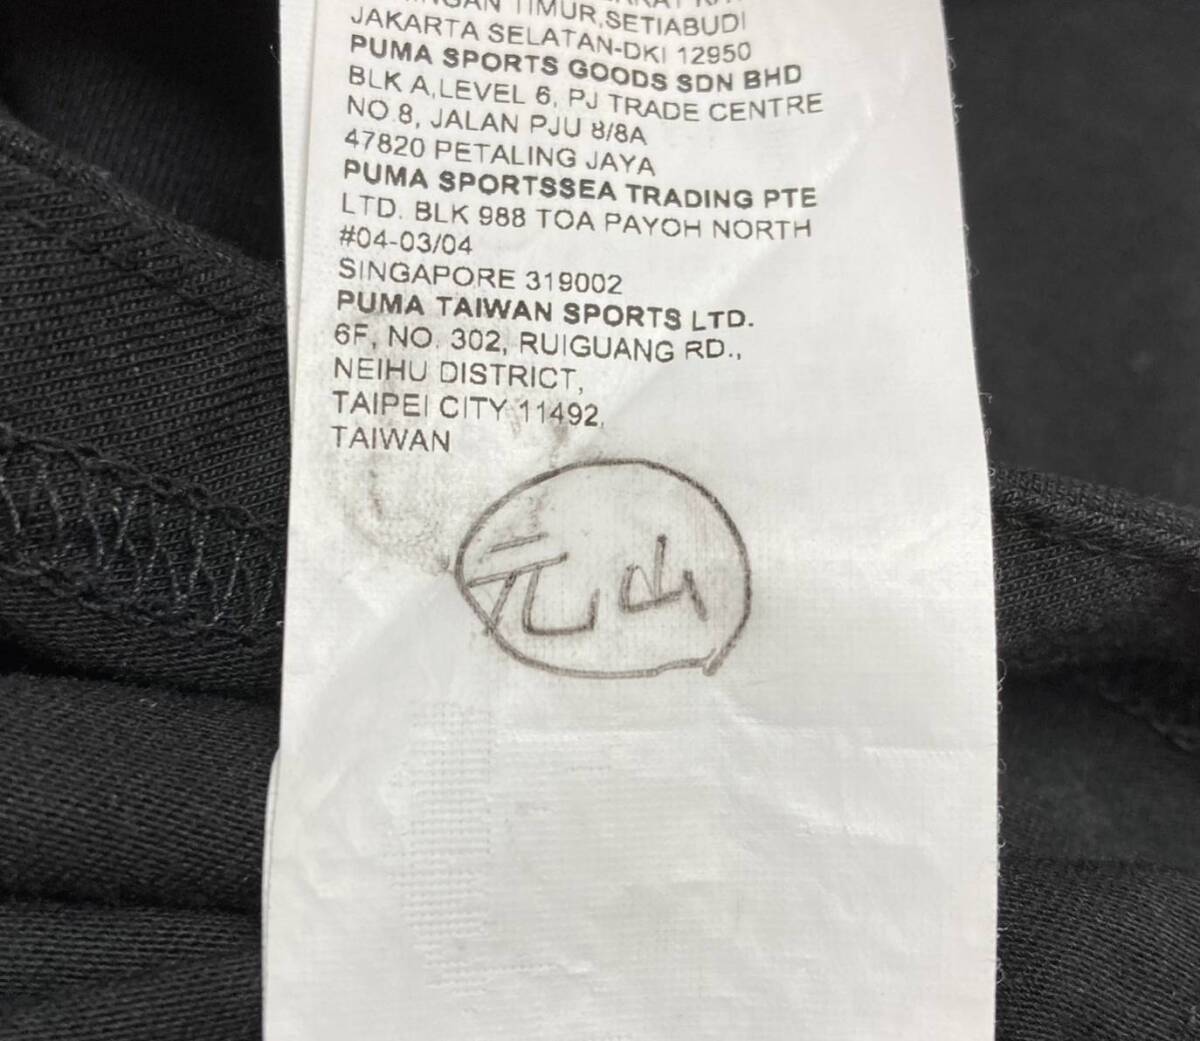 TIMUR,SETIABUDI
JAKARTA SELATAN-DKI 12950
PUMA SPORTS GOODS SDN BHD
BLK A,LEVEL 6, PJ TRADE CENTRE
NO.8, JALAN PJU 8/8A
47820 PETALING JAYA
PUMA SPORTSSEA TRADING PTE
LTD. BLK 988 TOA PAYOH NORTH
#04-03/04
SINGAPORE 319002
PUMA TAIWAN SPORTS LTD.
6F, NO. 302, RUIGUANG RD.,
NEIHU DISTRICT,
TAIPEI CITY 11492,
TAIWAN
元山